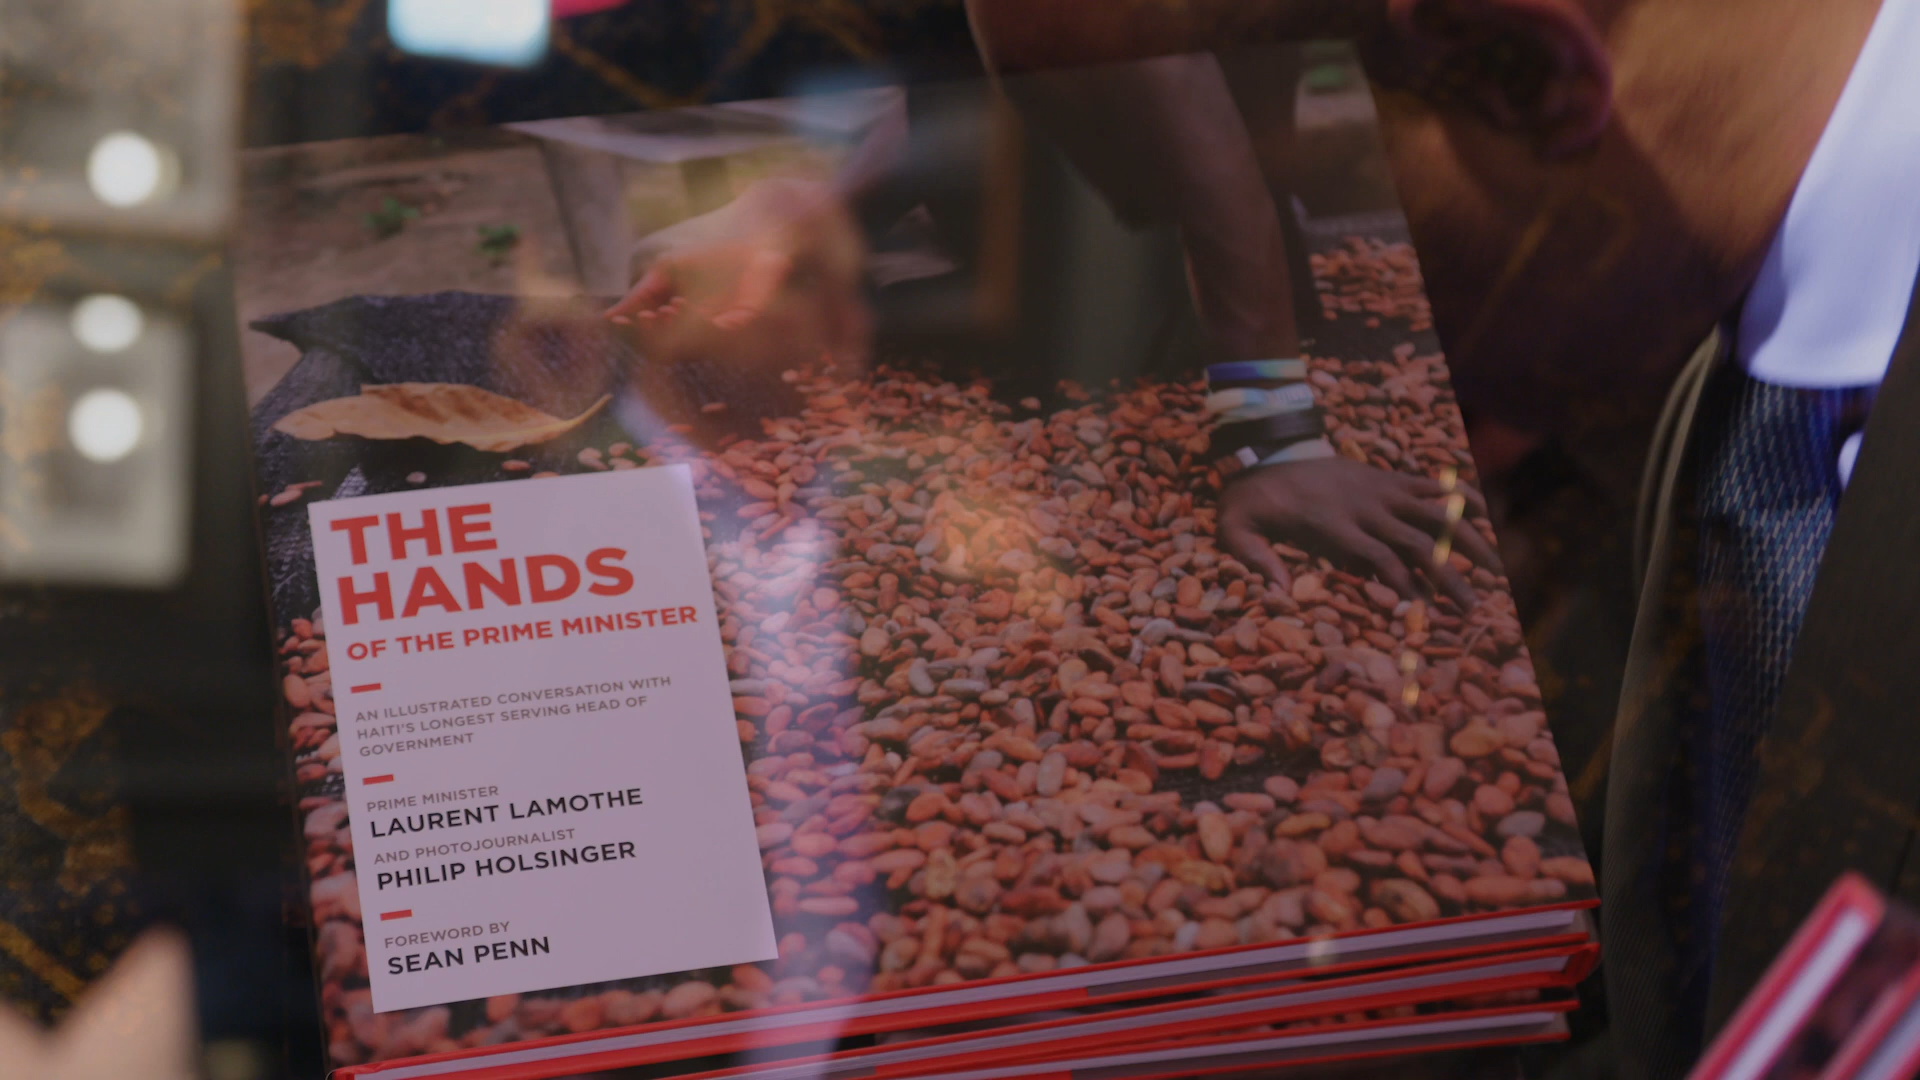 THE
HANDS
OF THE PRIME MINISTER
AN ILLUSTRATED CONVERSATION WITH
HAITI'S LONGEST SERVING HEAD OF
GOVERNMENT
PRIME MINISTER
LAURENT LAMOTHE
AND PHOTOJOURNALIST
PHILIP HOLSINGER
FOREWORD BY
SEAN PENN